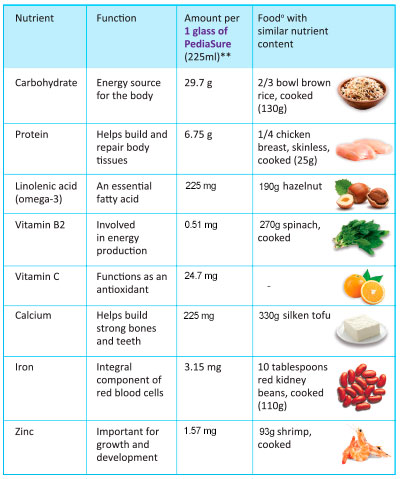 Nutrient Function Amount per
1 glass of
PediaSure
(225ml)** Food° with
similar nutrient
content
Carbohydrate Energy source
for the body 29.7 g 2/3 bowl brown
rice, cooked
(130g)
Protein Helps build and
repair body
tissues 6.75 g 1/4 chicken
breast, skinless,
cooked (25g)
Linolenic acid
(omega-3) An essential
fatty acid 225 mg 190g hazelnut
Vitamin B2 Involved
in energy
production 0.51 mg 270g spinach,
cooked
Vitamin C Functions as an
antioxidant 24.7 mg -
Calcium Helps build
strong bones
and teeth 225 mg 330g silken tofu
Iron Integral
component of
red blood cells 3.15 mg 10 tablespoons
red kidney
beans, cooked
(110g)
Zinc Important for
growth and
development 1.57 mg 93g shrimp,
cooked